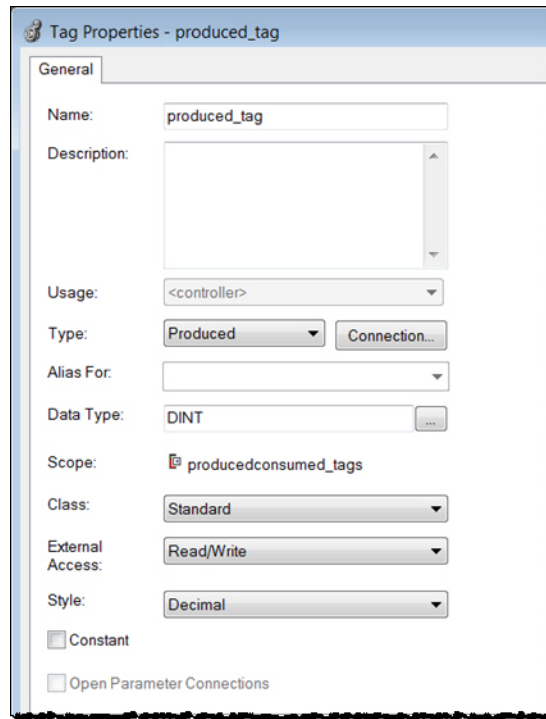 Tag Properties - produced_tag
General
Name: produced_tag
Description:
Usage: <controller>
Type: Produced Connection...
Alias For:
Data Type: DINT ...
Scope: producedconsumed_tags
Class: Standard
External
Access: Read/Write
Style: Decimal
Constant
Open Parameter Connections